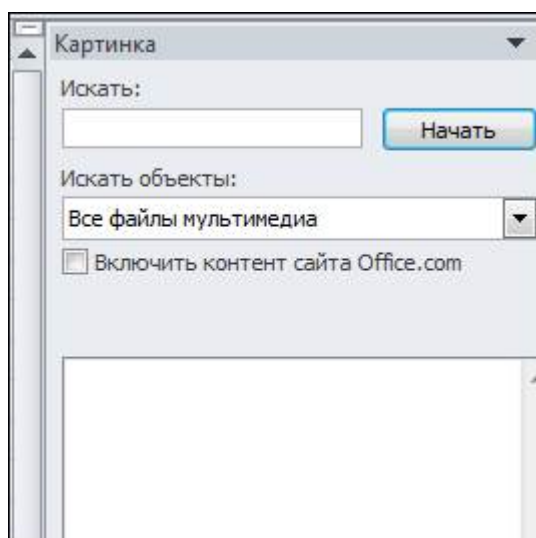 Картинка
Искать:
Начать
Искать объекты:
Все файлы мультимедиа
Включить контент сайта Office.com